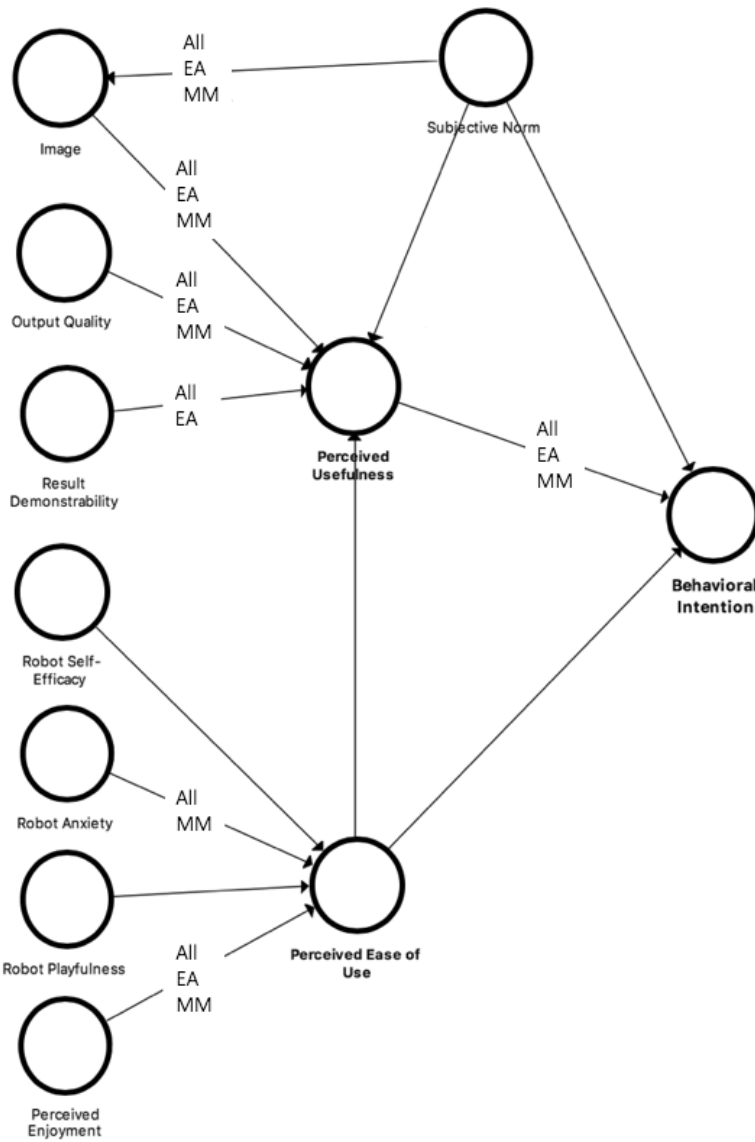 All
EA
MM
Subjective Norm
Image
All
EA
MM
Output Quality
All
EA
MM
All
EA
Result
Demonstrability
Perceived
Usefulness
All
EA
MM
Behavioral
Intention
Robot Self-
Efficacy
Robot Anxiety
All
MM
Robot Playfulness
Perceived Ease of
Use
All
EA
MM
Perceived
Enjoyment